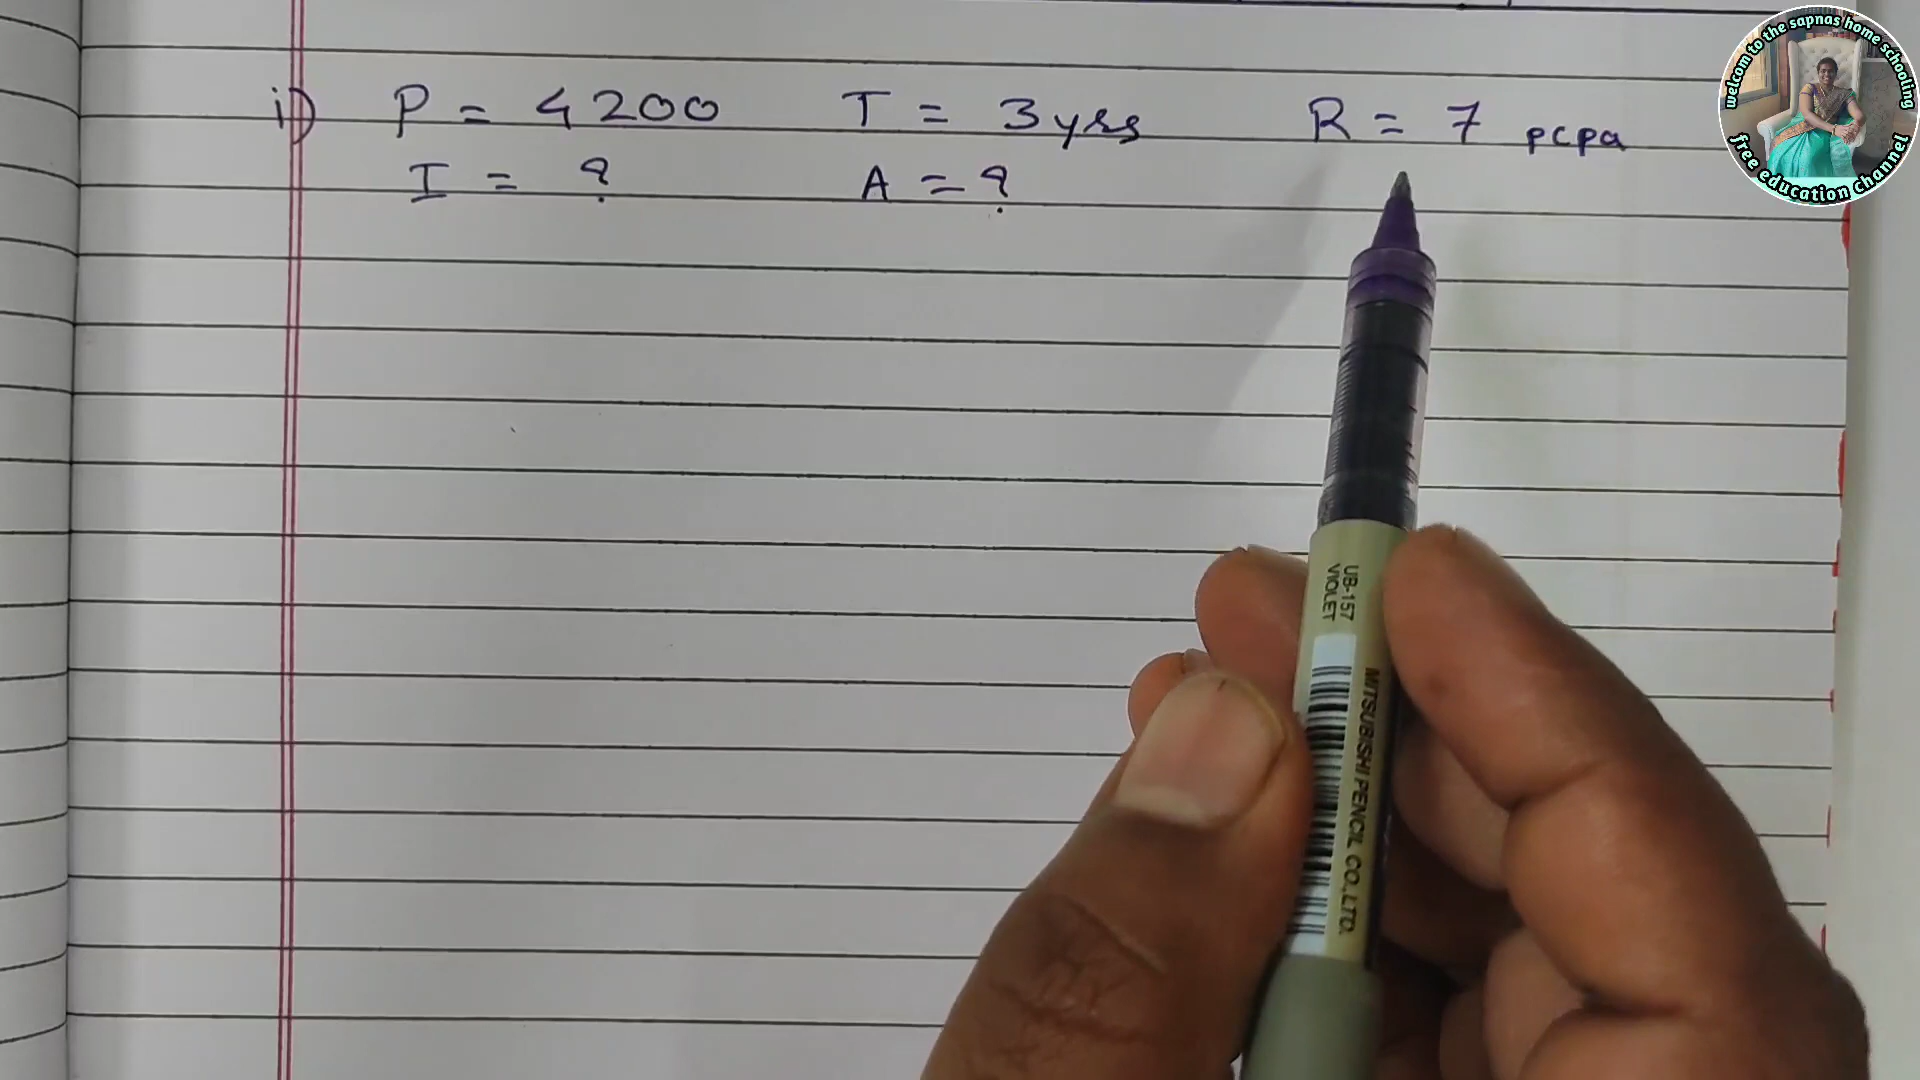 i) P = 4200 T = 3 yrs R = 7 pcpa
I = ? A = ?
welcom to the sapnas home schooling
free education channel
UB-157
VIOLET
MITSUBISHI PENCIL CO.,LTD.